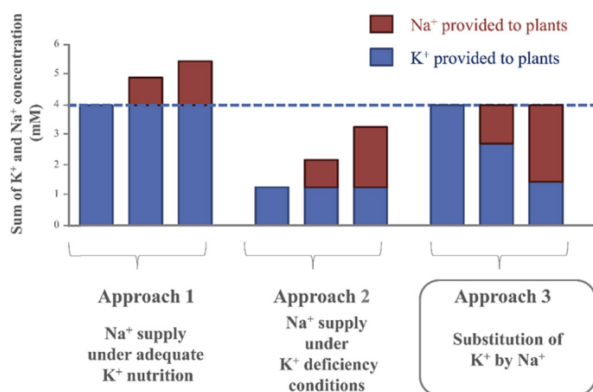 Na⁺ provided to plants
K⁺ provided to plants
Sum of K⁺ and Na⁺ concentration
(mM)
6
5
4
3
2
1
0
Approach 1
Na⁺ supply
under adequate
K⁺ nutrition
Approach 2
Na⁺ supply
under
K⁺ deficiency
conditions
Approach 3
Substitution of
K⁺ by Na⁺